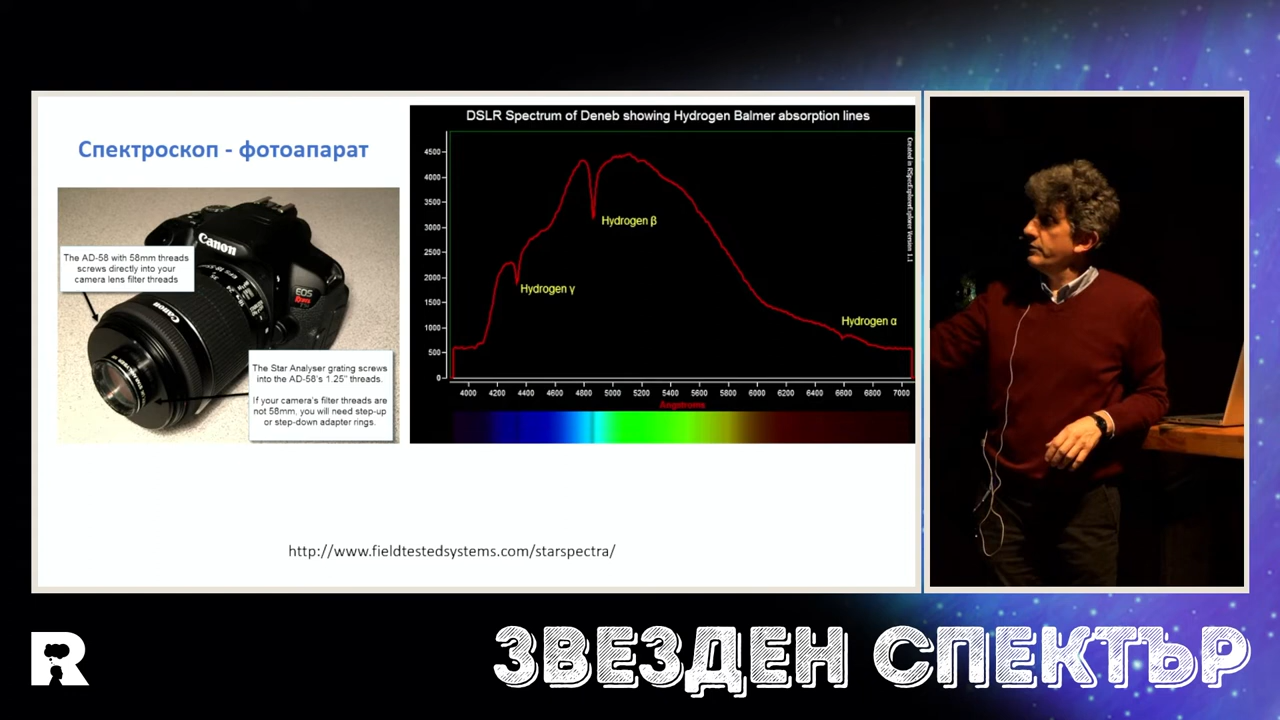 Спектроскоп - фотоапарат
The AD-58 with 58mm threads
screws directly into your
camera lens filter threads
Canon
EOS
Canon
The Star Analyser grating screws
into the AD-58's 1.25" threads.
If your camera's filter threads are
not 58mm, you will need step-up
or step-down adapter rings.
DSLR Spectrum of Deneb showing Hydrogen Balmer absorption lines
4500
4000
3500
3000
2500
2000
1500
1000
500
0
Hydrogen β
Hydrogen γ
Hydrogen α
4000 4200 4400 4600 4800 5000 5200 5400 5600 5800 6000 6200 6400 6600 6800 7000
Angstroms
http://www.fieldtestedsystems.com/starspectra/
R
ЗВЕЗДЕН СПЕКТЪР